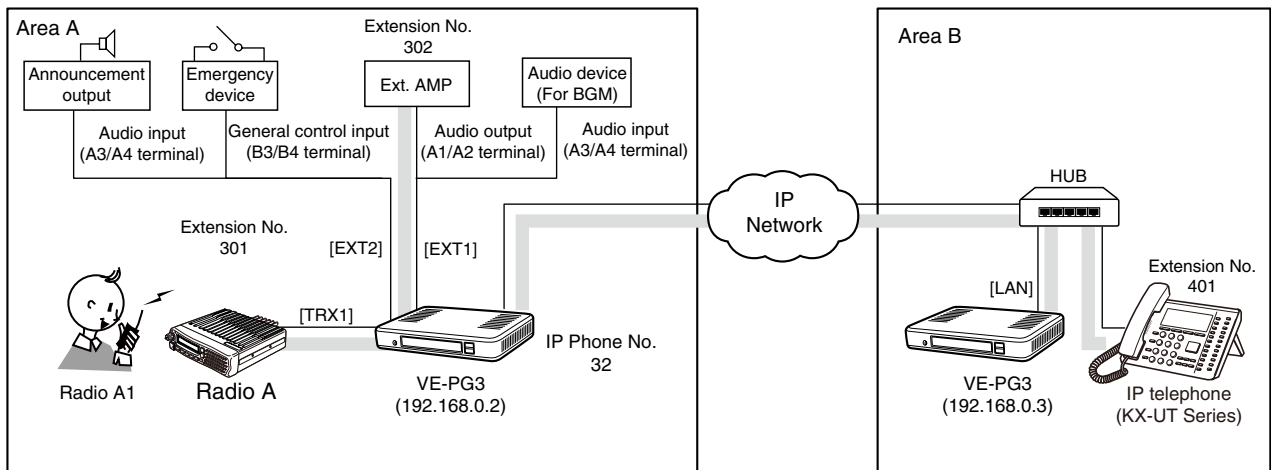 Area A
Extension No.
302
Announcement
output
Emergency
device
Ext. AMP
Audio device
(For BGM)
Audio input
(A3/A4 terminal)
General control input
(B3/B4 terminal)
Audio output
(A1/A2 terminal)
Audio input
(A3/A4 terminal)
Extension No.
301
[EXT2]
[EXT1]
[TRX1]
Radio A1
Radio A
VE-PG3
(192.168.0.2)
IP Phone No.
32
IP
Network
Area B
HUB
[LAN]
Extension No.
401
VE-PG3
(192.168.0.3)
IP telephone
(KX-UT Series)